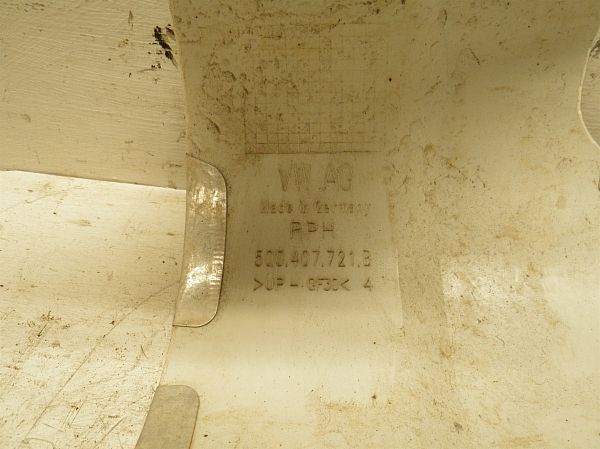 VW AG
Made in Germany
PPH
5Q0.407.721.B
>UP-GF30< 4